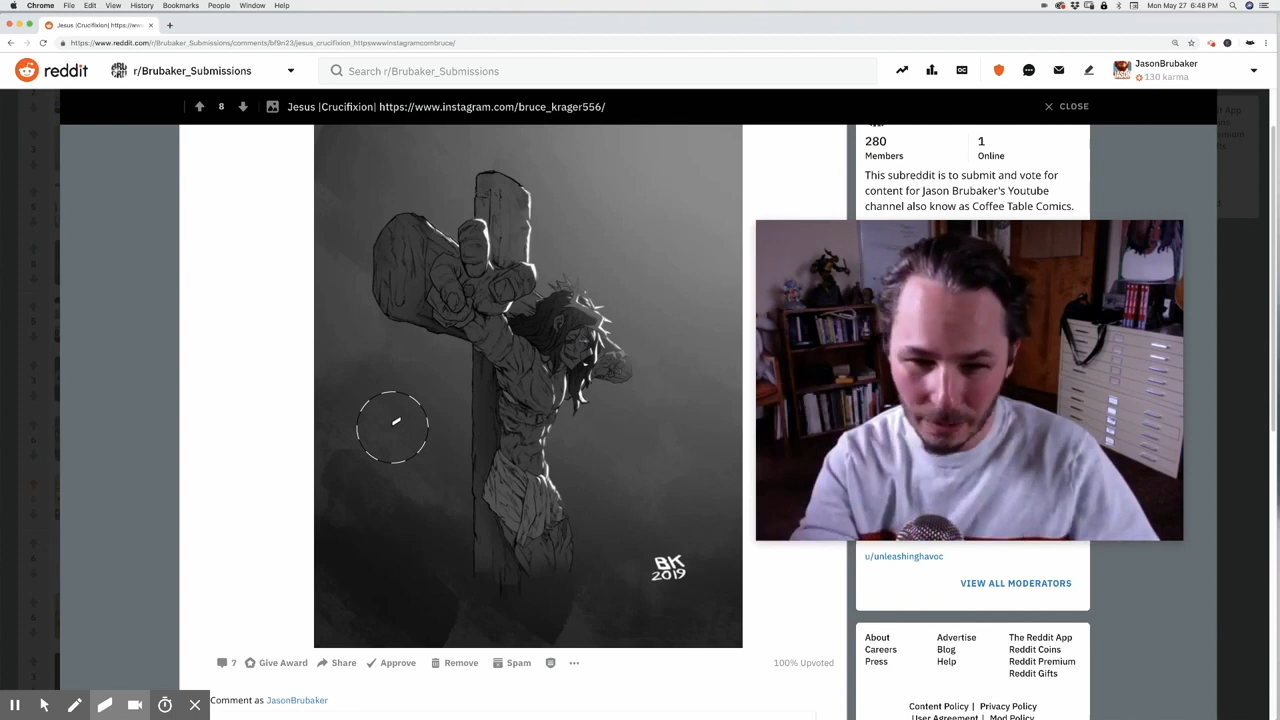 Chrome File Edit View History Bookmarks People Window Help
Mon May 27 6:48 PM
Jesus |Crucifixion| https://ww
https://www.reddit.com/r/Brubaker_Submissions/comments/bf9n23/jesus_crucifixion_httpswwwinstagramcombruce/
reddit r/Brubaker_Submissions Search r/Brubaker_Submissions
JasonBrubaker
130 karma
8 Jesus |Crucifixion| https://www.instagram.com/bruce_krager556/ CLOSE
280 1
Members Online
This subreddit is to submit and vote for
content for Jason Brubaker's Youtube
channel also know as Coffee Table Comics.
BK
2019
u/unleashinghavoc
VIEW ALL MODERATORS
About Advertise The Reddit App
Careers Blog Reddit Coins
Press Help Reddit Premium
Reddit Gifts
Content Policy | Privacy Policy
User Agreement | Mod Policy
7 Give Award Share Approve Remove Spam 100% Upvoted
Comment as JasonBrubaker